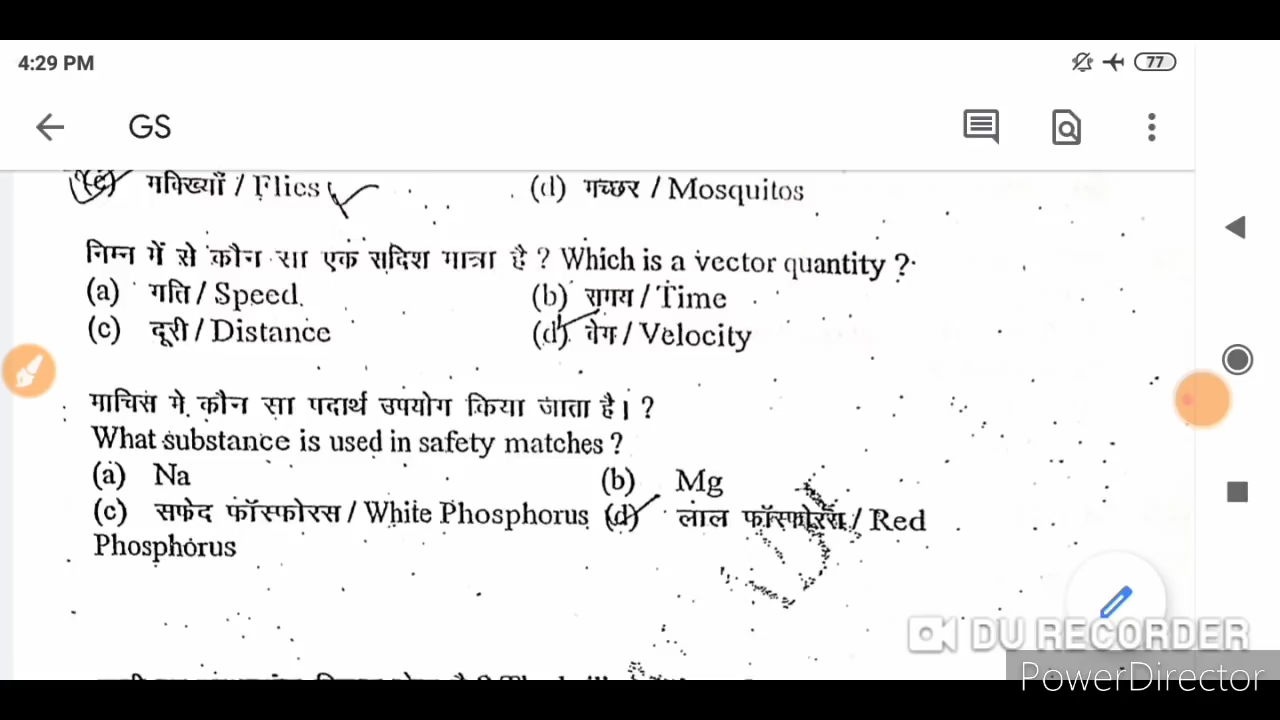 4:29 PM
77
GS
(c) मक्खियाँ / Flies (d) मच्छर / Mosquitos
निम्न में से कौन सा एक सदिश मात्रा है ? Which is a vector quantity ?
(a) गति / Speed (b) समय / Time
(c) दूरी / Distance (d) वेग / Velocity
माचिस मे कौन सा पदार्थ उपयोग किया जाता है। ?
What substance is used in safety matches ?
(a) Na (b) Mg
(c) सफेद फॉस्फोरस / White Phosphorus (d) लाल फॉस्फोरस / Red
Phosphorus
DU RECORDER
PowerDirector